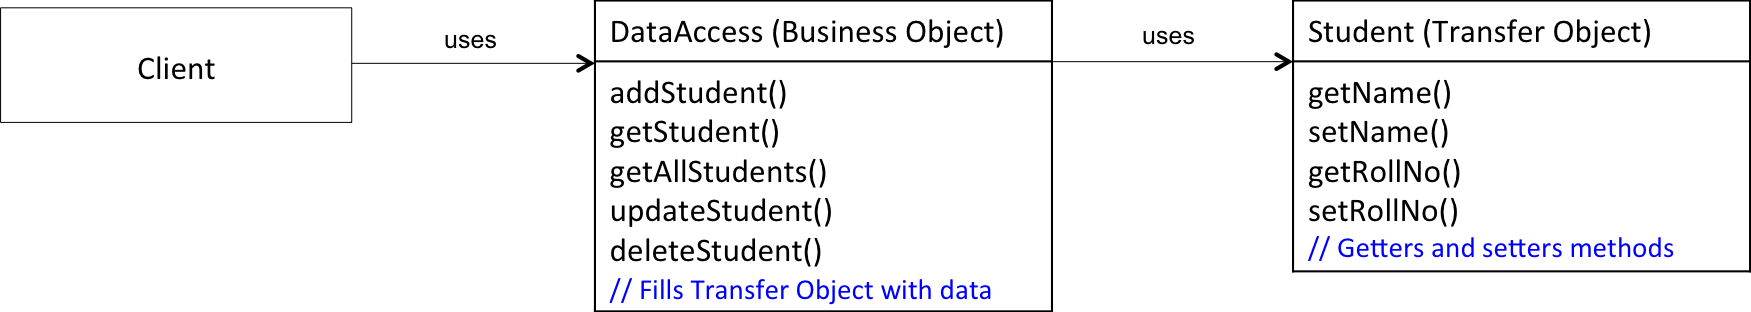 Client
uses
DataAccess (Business Object)
addStudent()
getStudent()
getAllStudents()
updateStudent()
deleteStudent()
// Fills Transfer Object with data
uses
Student (Transfer Object)
getName()
setName()
getRollNo()
setRollNo()
// Getters and setters methods